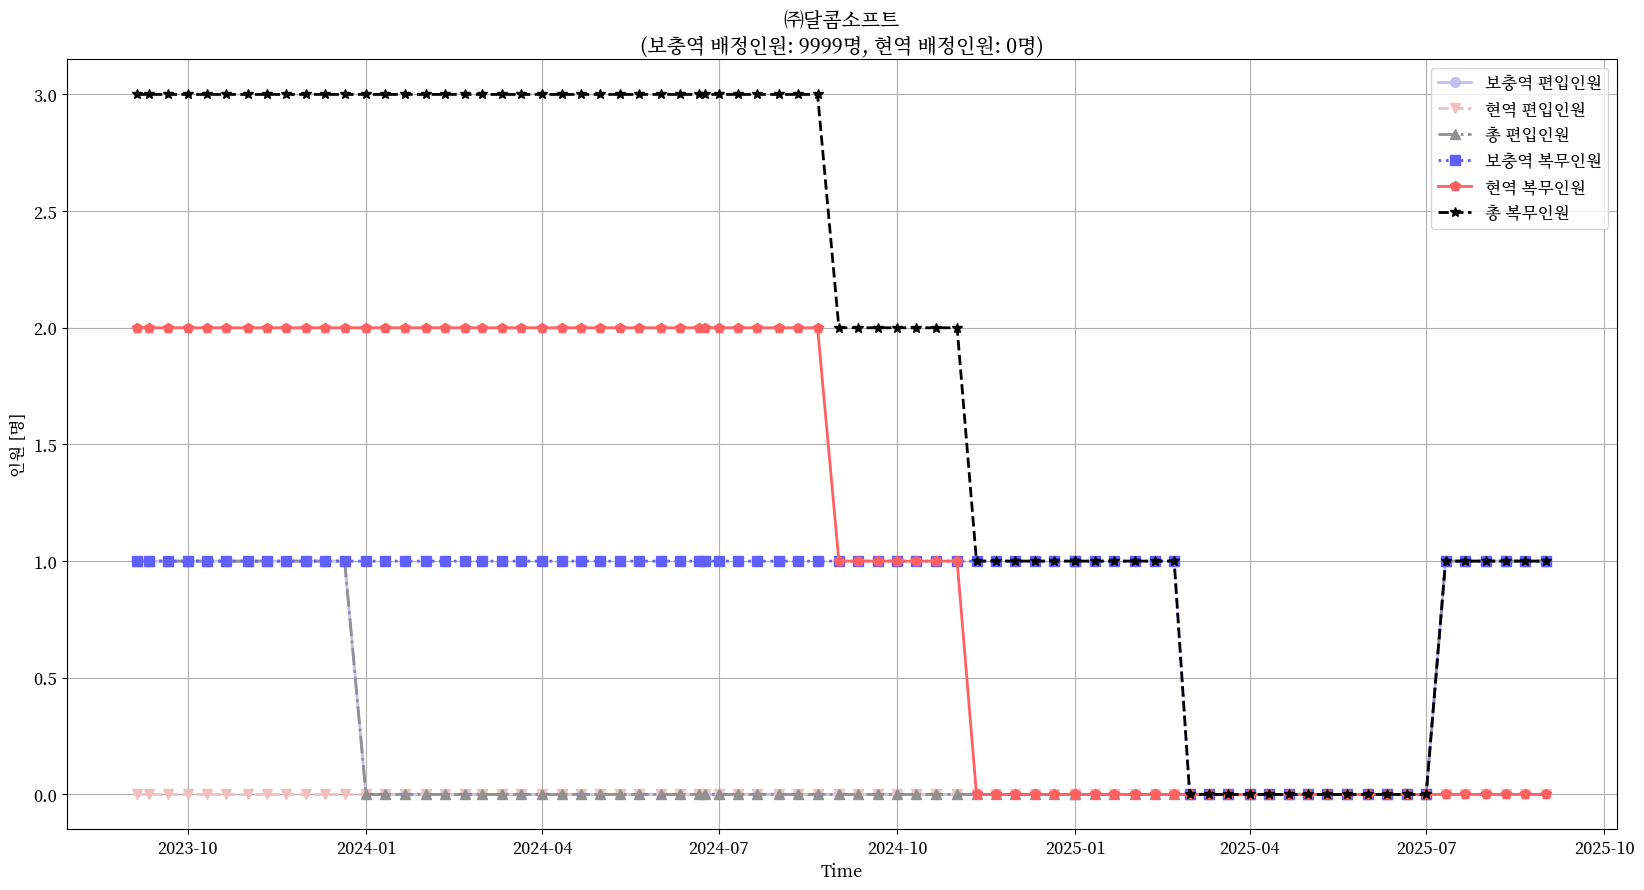 ㈜달콤소프트
(보충역 배정인원: 9999명, 현역 배정인원: 0명)
보충역 편입인원
현역 편입인원
총 편입인원
보충역 복무인원
현역 복무인원
총 복무인원
인원 [명]
3.0
2.5
2.0
1.5
1.0
0.5
0.0
2023-10
2024-01
2024-04
2024-07
2024-10
2025-01
2025-04
2025-07
2025-10
Time